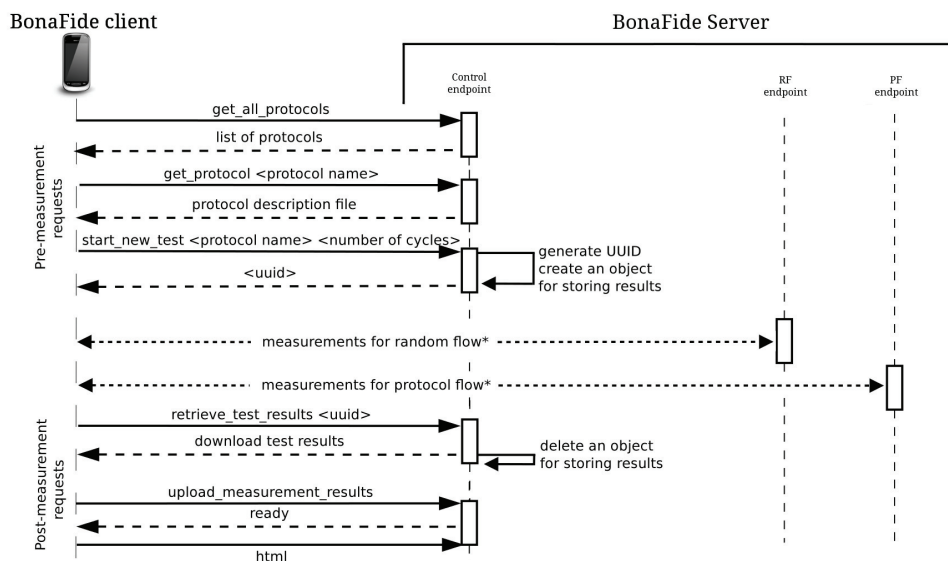 BonaFide client
BonaFide Server
Control
endpoint
RF
endpoint
PF
endpoint
Pre-measurement
requests
get_all_protocols
list of protocols
get_protocol <protocol name>
protocol description file
start_new_test <protocol name> <number of cycles>
generate UUID
create an object
for storing results
<uuid>
measurements for random flow*
measurements for protocol flow*
Post-measurement
requests
retrieve_test_results <uuid>
download test results
delete an object
for storing results
upload_measurement_results
ready
html